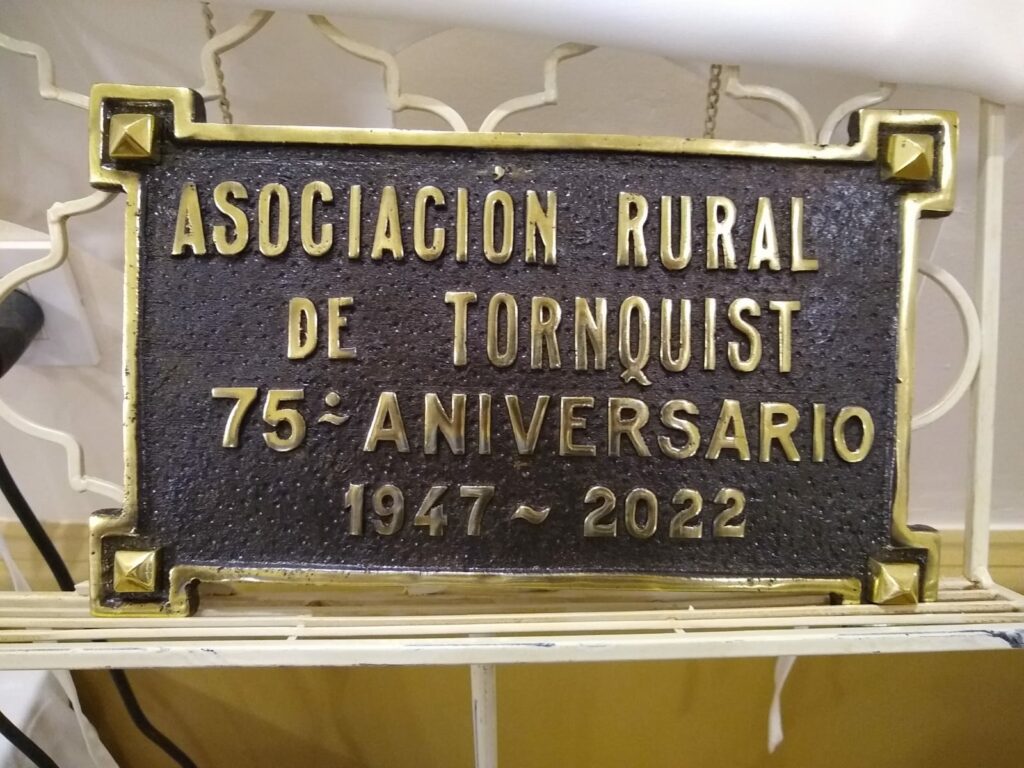 ASOCIACIÓN RURAL
DE TORNQUIST
75º ANIVERSARIO
1947 ~ 2022